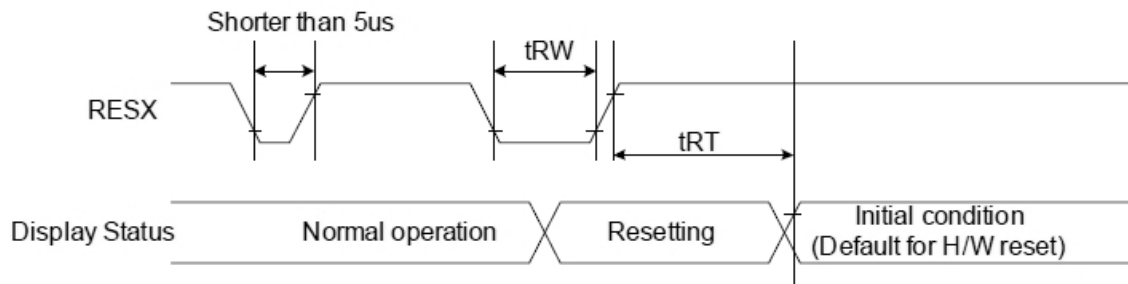 Shorter than 5us
tRW
RESX
tRT
Display Status
Normal operation
Resetting
Initial condition
(Default for H/W reset)